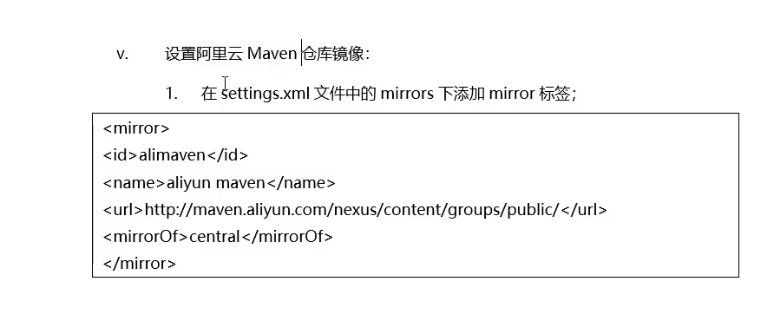 v. 设置阿里云 Maven 仓库镜像：
1. 在 settings.xml 文件中的 mirrors 下添加 mirror 标签；
<mirror>
<id>alimaven</id>
<name>aliyun maven</name>
<url>http://maven.aliyun.com/nexus/content/groups/public/</url>
<mirrorOf>central</mirrorOf>
</mirror>